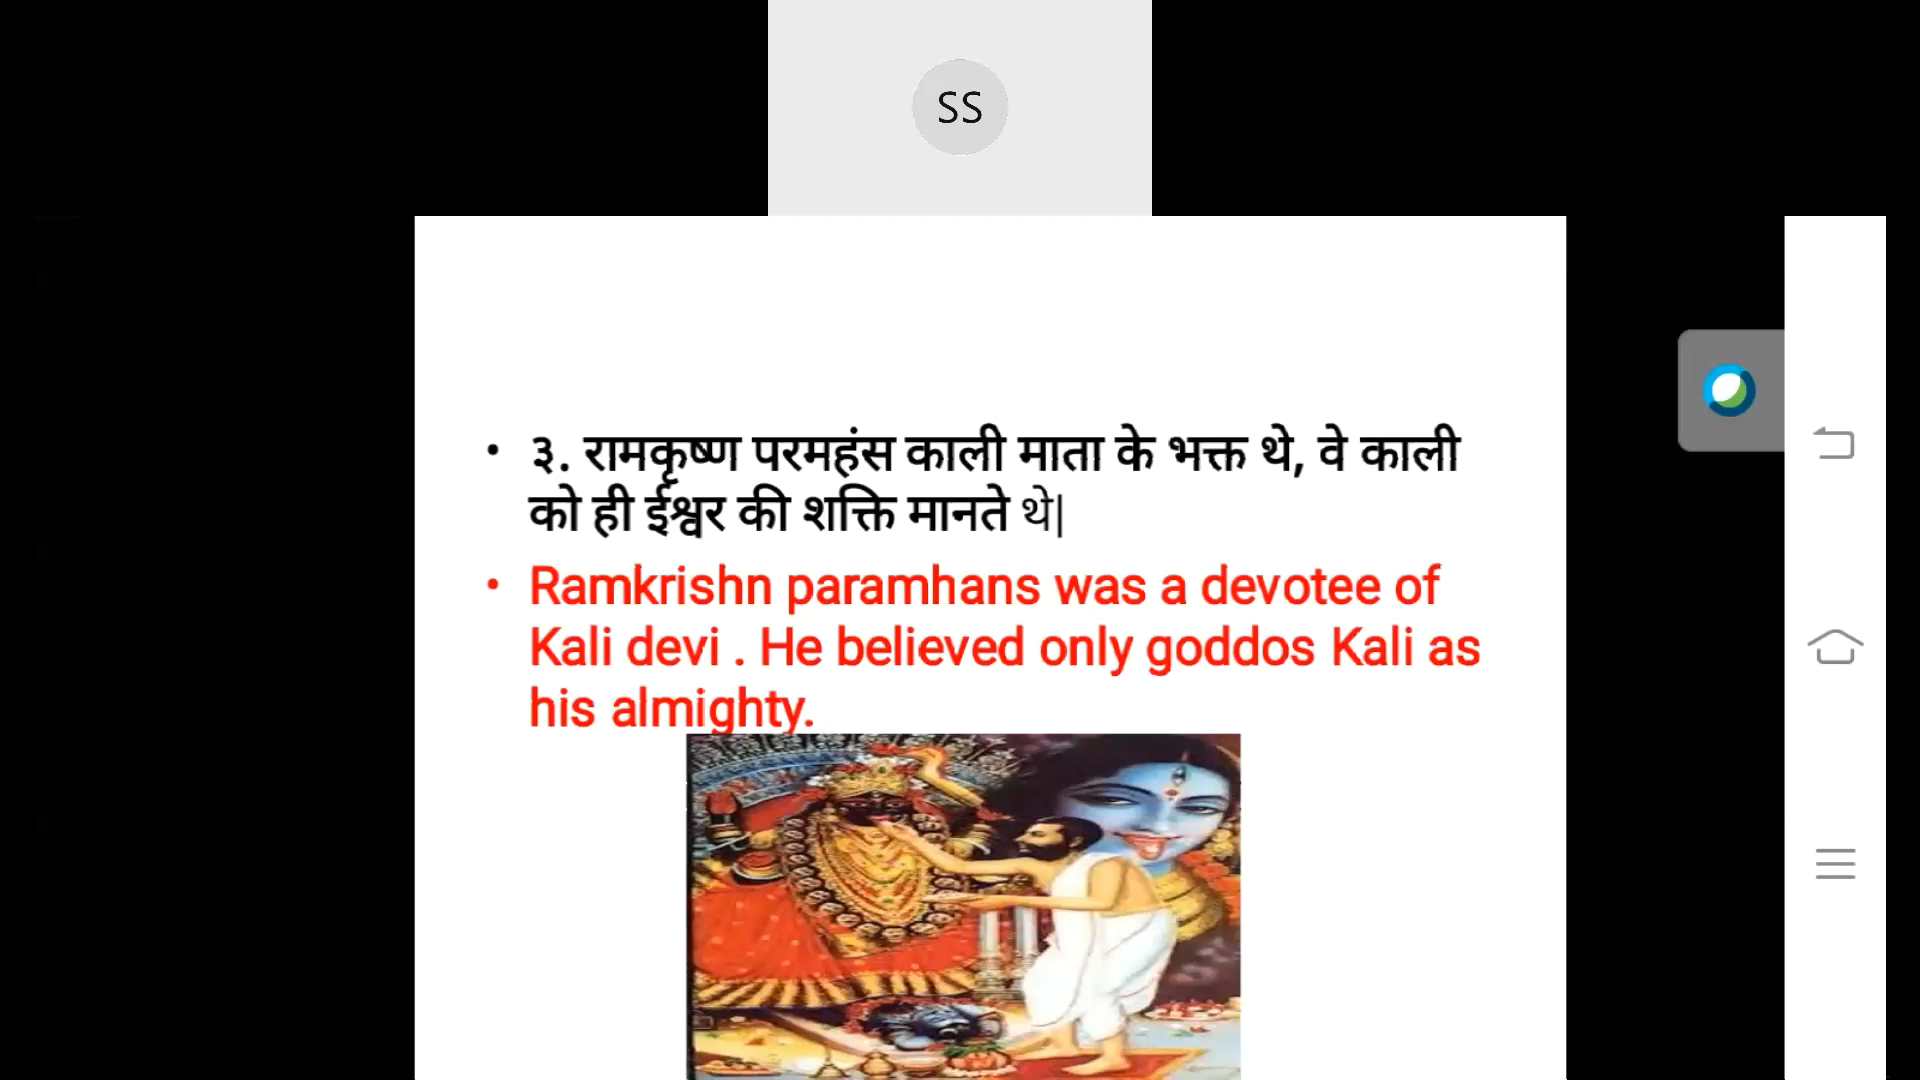 SS
• ३. रामकृष्ण परमहंस काली माता के भक्त थे, वे काली
को ही ईश्वर की शक्ति मानते थे|
• Ramkrishn paramhans was a devotee of
Kali devi . He believed only goddos Kali as
his almighty.